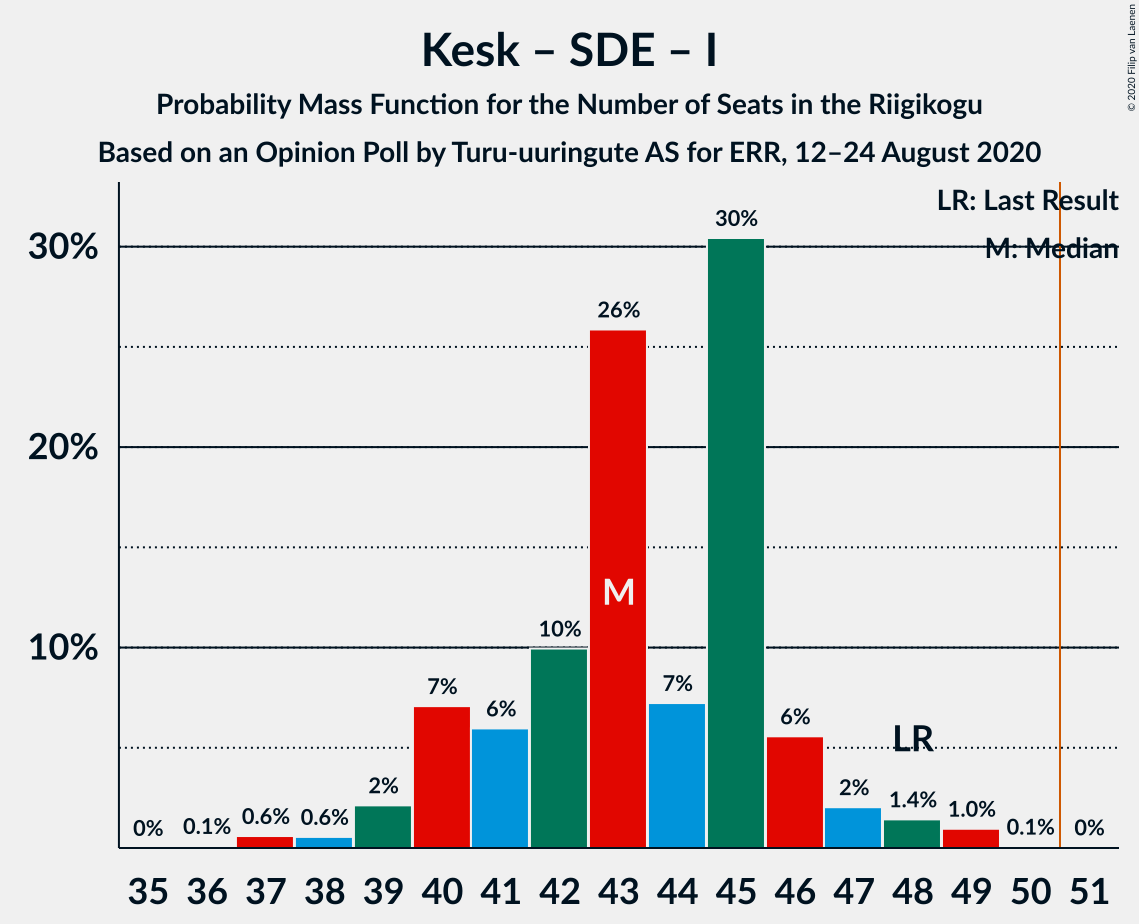 Kesk – SDE – I
Probability Mass Function for the Number of Seats in the Riigikogu
Based on an Opinion Poll by Turu-uuringute AS for ERR, 12–24 August 2020
© 2020 Filip van Laenen
LR: Last Result
M: Median
30%
20%
10%
0% 0.1% 0.6% 0.6% 2% 7% 6% 10% 26% 7% 30% 6% 2% 1.4% 1.0% 0.1% 0%
M
LR
35 36 37 38 39 40 41 42 43 44 45 46 47 48 49 50 51